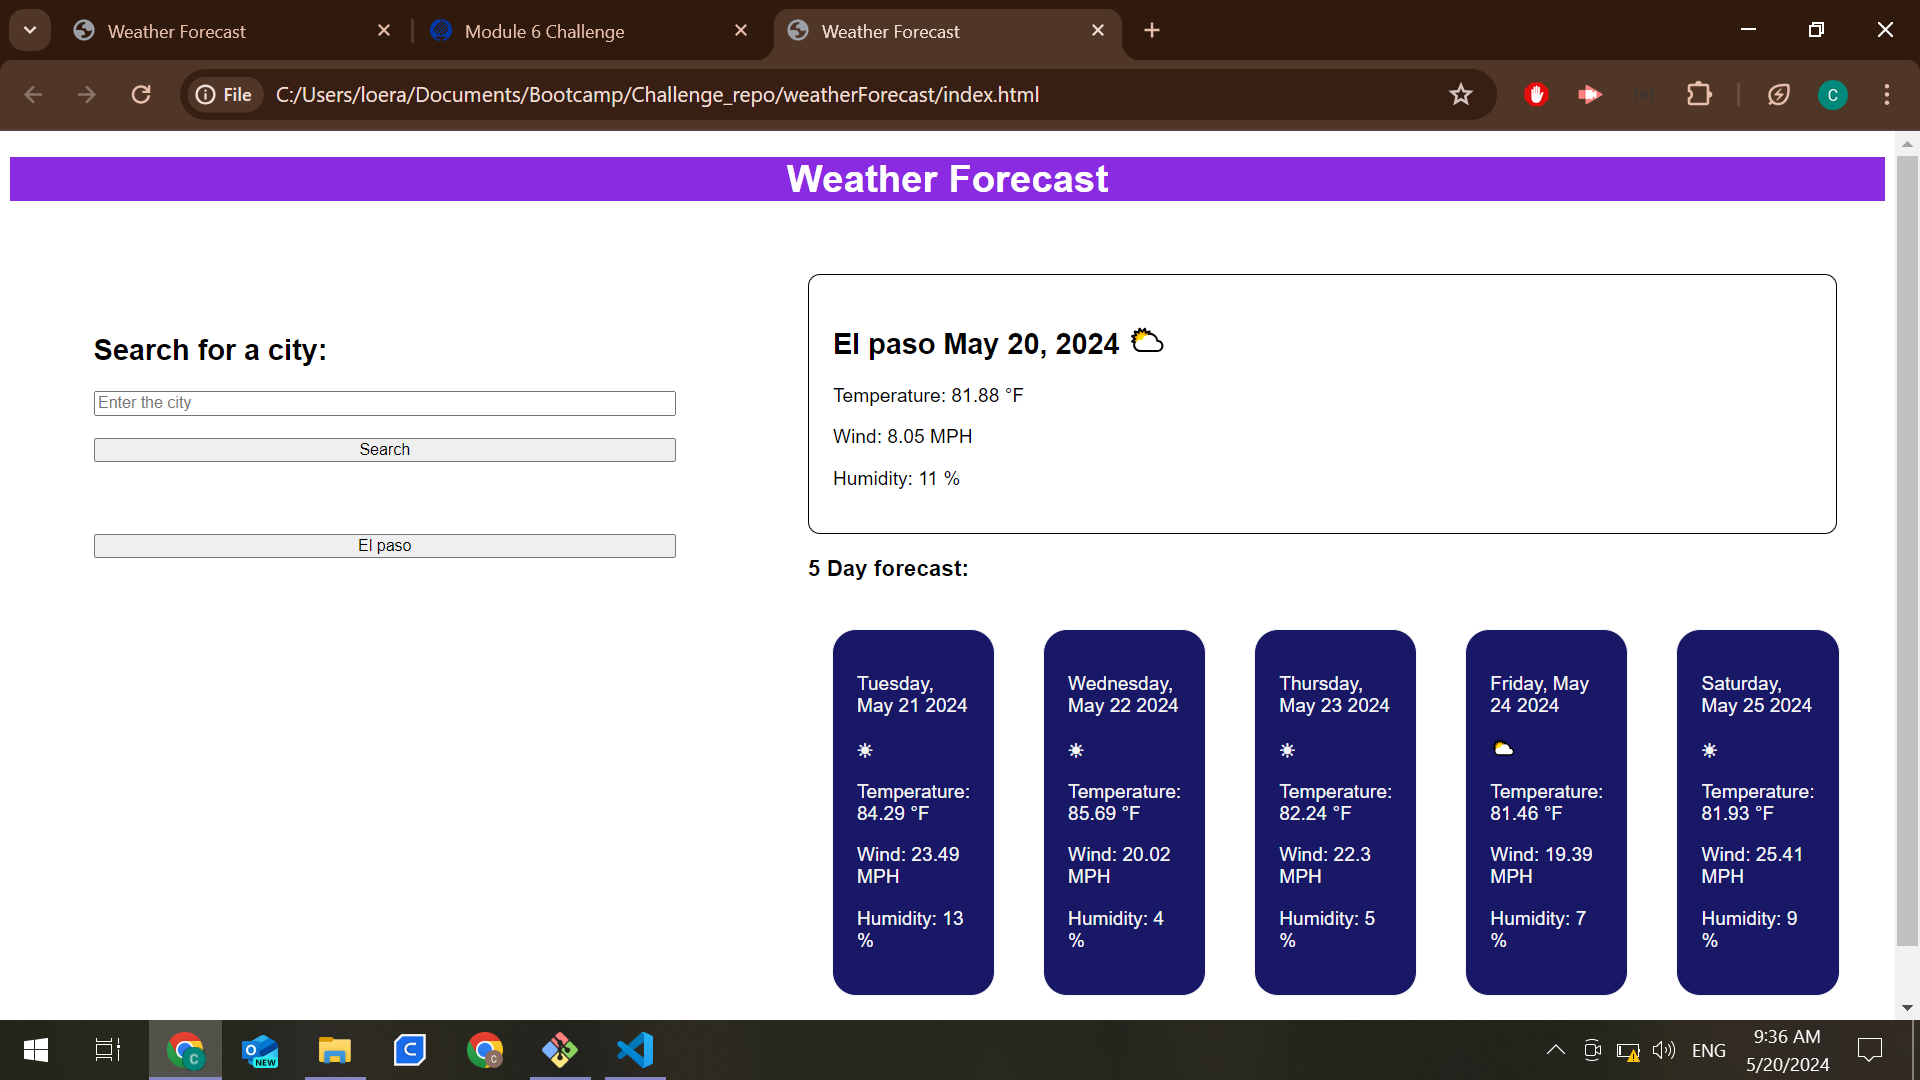 Weather Forecast
Module 6 Challenge
Weather Forecast
File
C:/Users/loera/Documents/Bootcamp/Challenge_repo/weatherForecast/index.html
C
Weather Forecast
Search for a city:
Enter the city
Search
El paso
El paso May 20, 2024
Temperature: 81.88 °F
Wind: 8.05 MPH
Humidity: 11 %
5 Day forecast:
Tuesday,
May 21 2024
Temperature:
84.29 °F
Wind: 23.49
MPH
Humidity: 13
%
Wednesday,
May 22 2024
Temperature:
85.69 °F
Wind: 20.02
MPH
Humidity: 4
%
Thursday,
May 23 2024
Temperature:
82.24 °F
Wind: 22.3
MPH
Humidity: 5
%
Friday, May
24 2024
Temperature:
81.46 °F
Wind: 19.39
MPH
Humidity: 7
%
Saturday,
May 25 2024
Temperature:
81.93 °F
Wind: 25.41
MPH
Humidity: 9
%
C
O
NEW
C
C
ENG
9:36 AM
5/20/2024